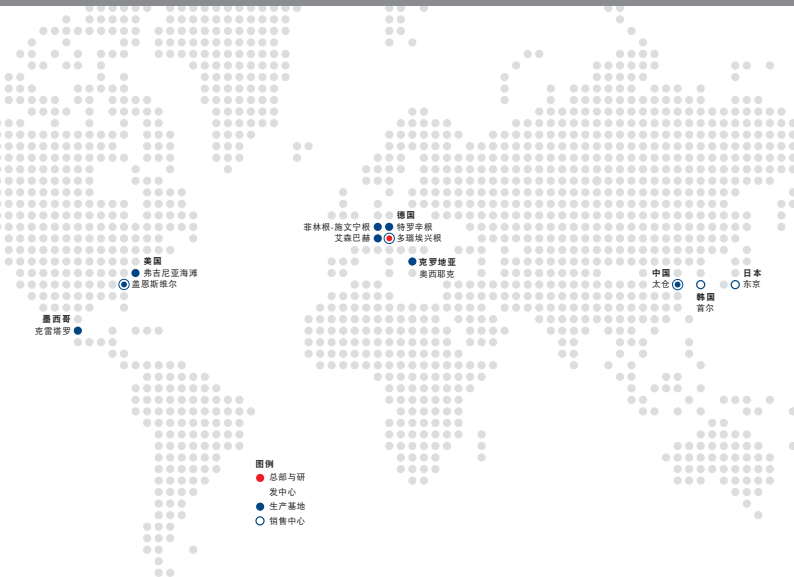 德国
菲林根-施文宁根
特罗辛根
艾森巴赫
多瑙埃兴根
美国
弗吉尼亚海滩
盖恩斯维尔
克罗地亚
奥西耶克
中国
太仓
日本
东京
韩国
首尔
墨西哥
克雷塔罗
图例
总部与研
发中心
生产基地
销售中心